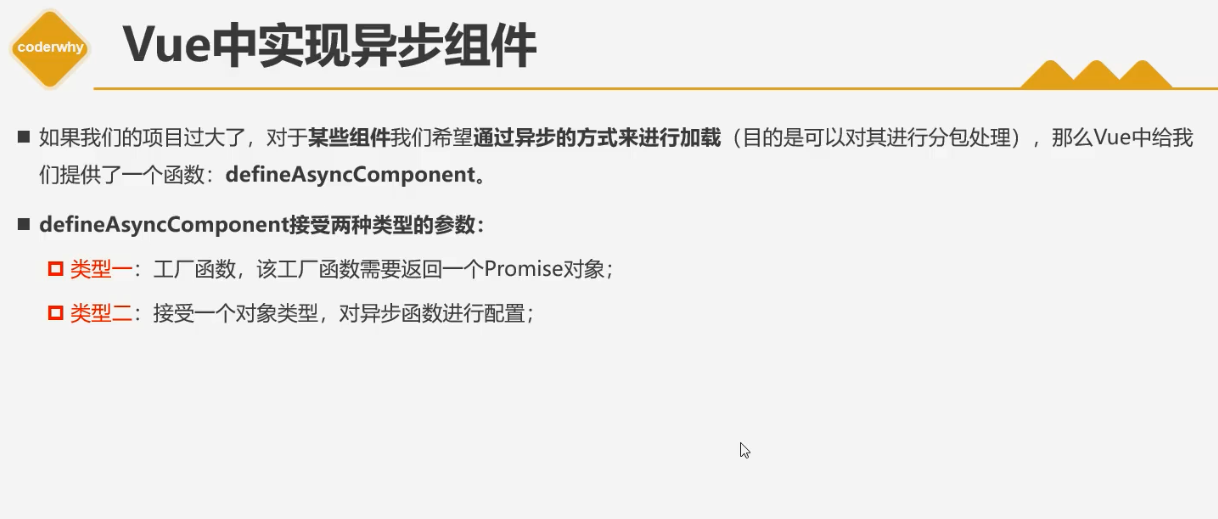 coderwhy
Vue中实现异步组件
如果我们的项目过大了，对于某些组件我们希望通过异步的方式来进行加载（目的是可以对其进行分包处理），那么Vue中给我
们提供了一个函数：defineAsyncComponent。
defineAsyncComponent接受两种类型的参数：
类型一：工厂函数，该工厂函数需要返回一个Promise对象；
类型二：接受一个对象类型，对异步函数进行配置；